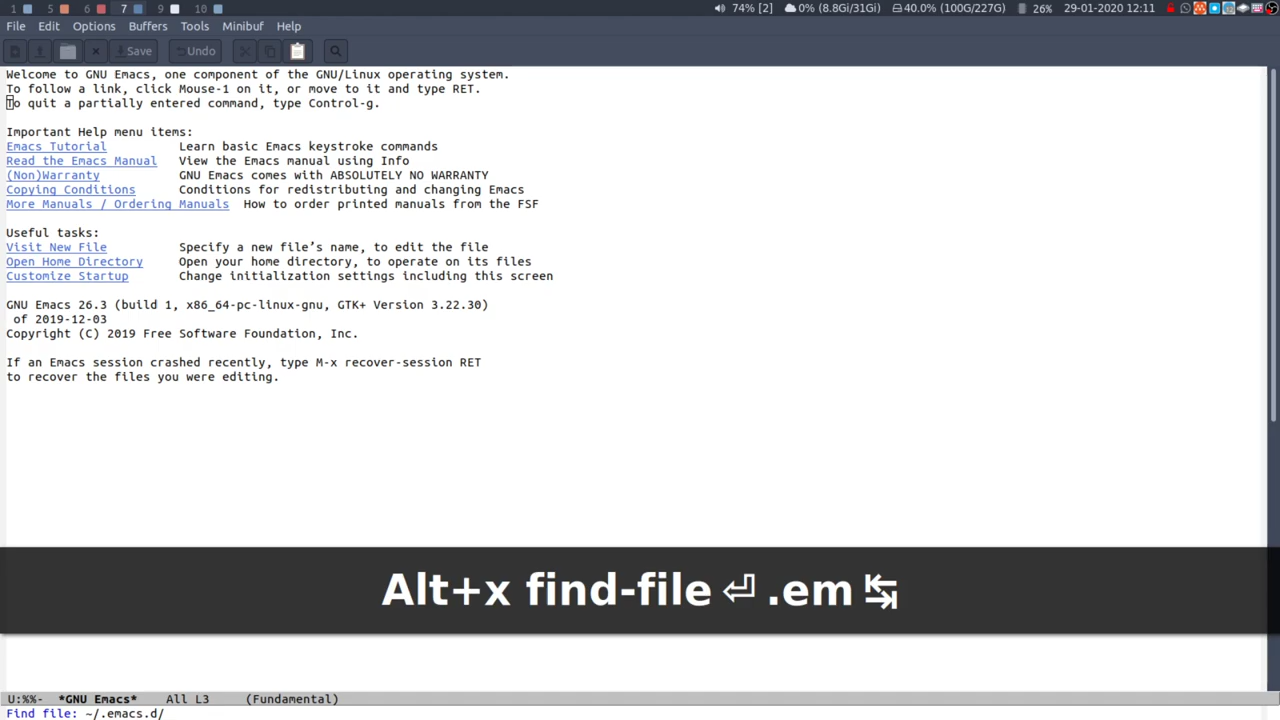 1 5 6 7 9 10 74% [2] 0% (8.8Gi/31Gi) 40.0% (100G/227G) 26% 29-01-2020 12:11
File Edit Options Buffers Tools Minibuf Help
Save Undo
Welcome to GNU Emacs, one component of the GNU/Linux operating system.
To follow a link, click Mouse-1 on it, or move to it and type RET.
To quit a partially entered command, type Control-g.
Important Help menu items:
Emacs Tutorial Learn basic Emacs keystroke commands
Read the Emacs Manual View the Emacs manual using Info
(Non)Warranty GNU Emacs comes with ABSOLUTELY NO WARRANTY
Copying Conditions Conditions for redistributing and changing Emacs
More Manuals / Ordering Manuals How to order printed manuals from the FSF
Useful tasks:
Visit New File Specify a new file’s name, to edit the file
Open Home Directory Open your home directory, to operate on its files
Customize Startup Change initialization settings including this screen
GNU Emacs 26.3 (build 1, x86_64-pc-linux-gnu, GTK+ Version 3.22.30)
of 2019-12-03
Copyright (C) 2019 Free Software Foundation, Inc.
If an Emacs session crashed recently, type M-x recover-session RET
to recover the files you were editing.
Alt+x find-file ⏎ .em ↹
U:%%- *GNU Emacs* All L3 (Fundamental)
Find file: ~/.emacs.d/